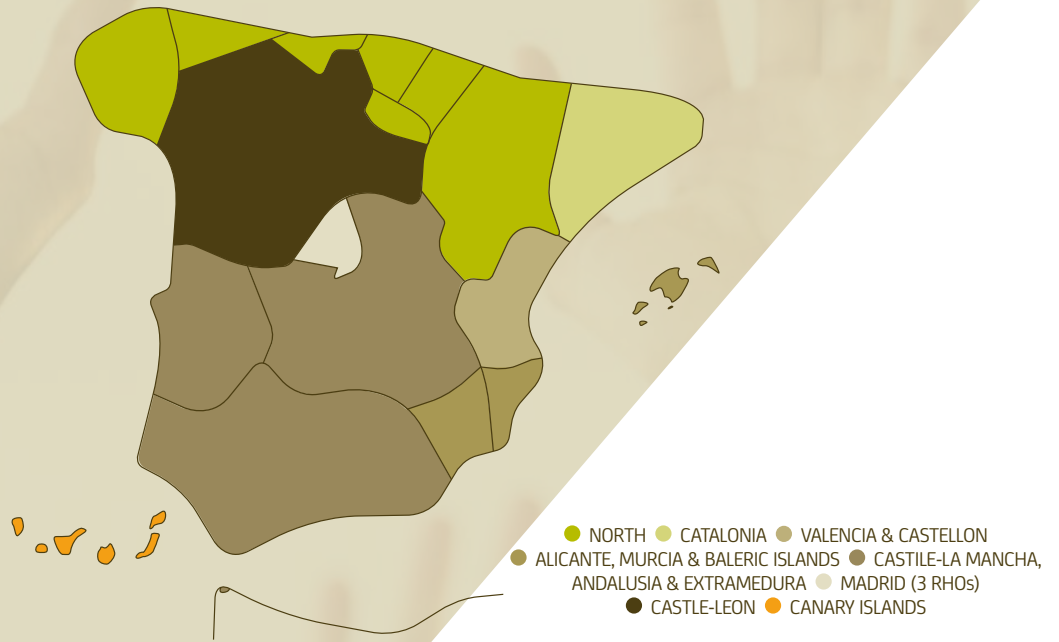 NORTH CATALONIA VALENCIA & CASTELLON
ALICANTE, MURCIA & BALERIC ISLANDS CASTILE-LA MANCHA,
ANDALUSIA & EXTRAMEDURA MADRID (3 RHOs)
CASTLE-LEON CANARY ISLANDS